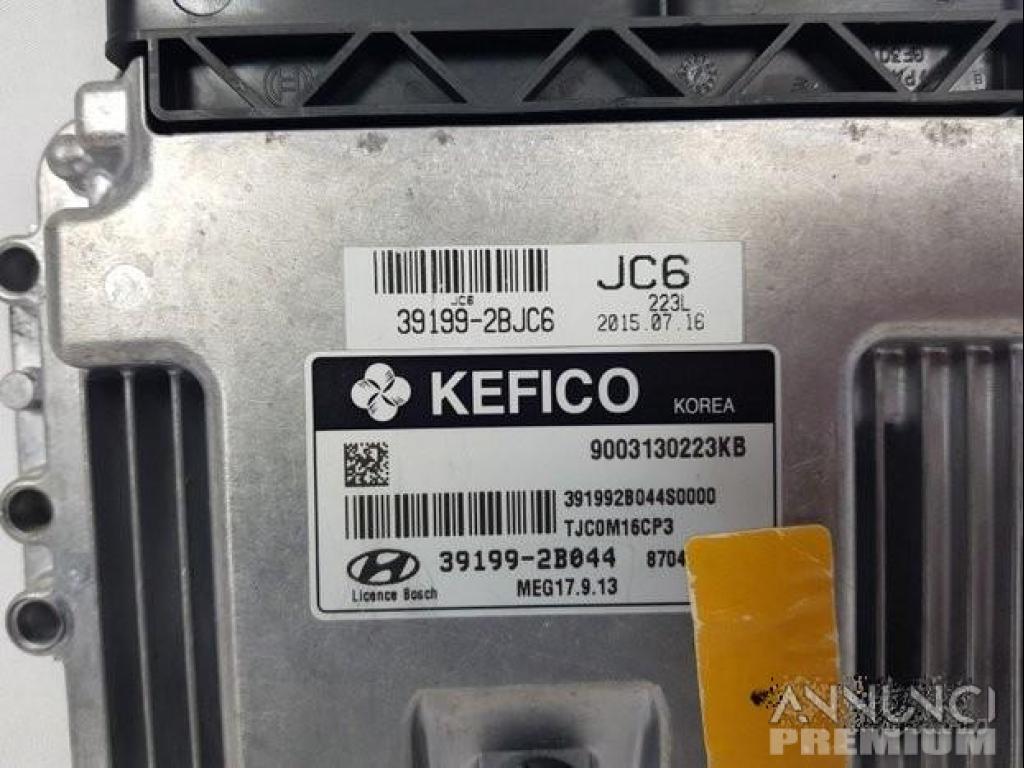 JC6
JC6
223L
39199-2BJC6
2015.07.16
KEFICO
KOREA
9003130223KB
391992B044S0000
TJC0M16CP3
39199-2B044
8704
Licence Bosch
MEG17.9.13
ANNUNCI
PREMIUM